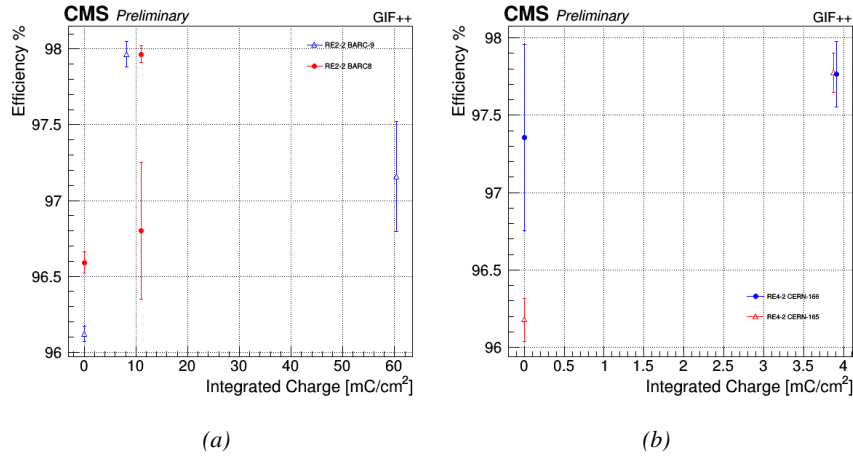 CMS Preliminary GIF++
Efficiency %
98
97.5
97
96.5
96
RE2-2 BARC-9
RE2-2 BARC8
0 10 20 30 40 50 60
Integrated Charge [mC/cm²]
(a)
CMS Preliminary GIF++
Efficiency %
98
97.5
97
96.5
96
RE4-2 CERN-166
RE4-2 CERN-165
0 0.5 1 1.5 2 2.5 3 3.5 4
Integrated Charge [mC/cm²]
(b)